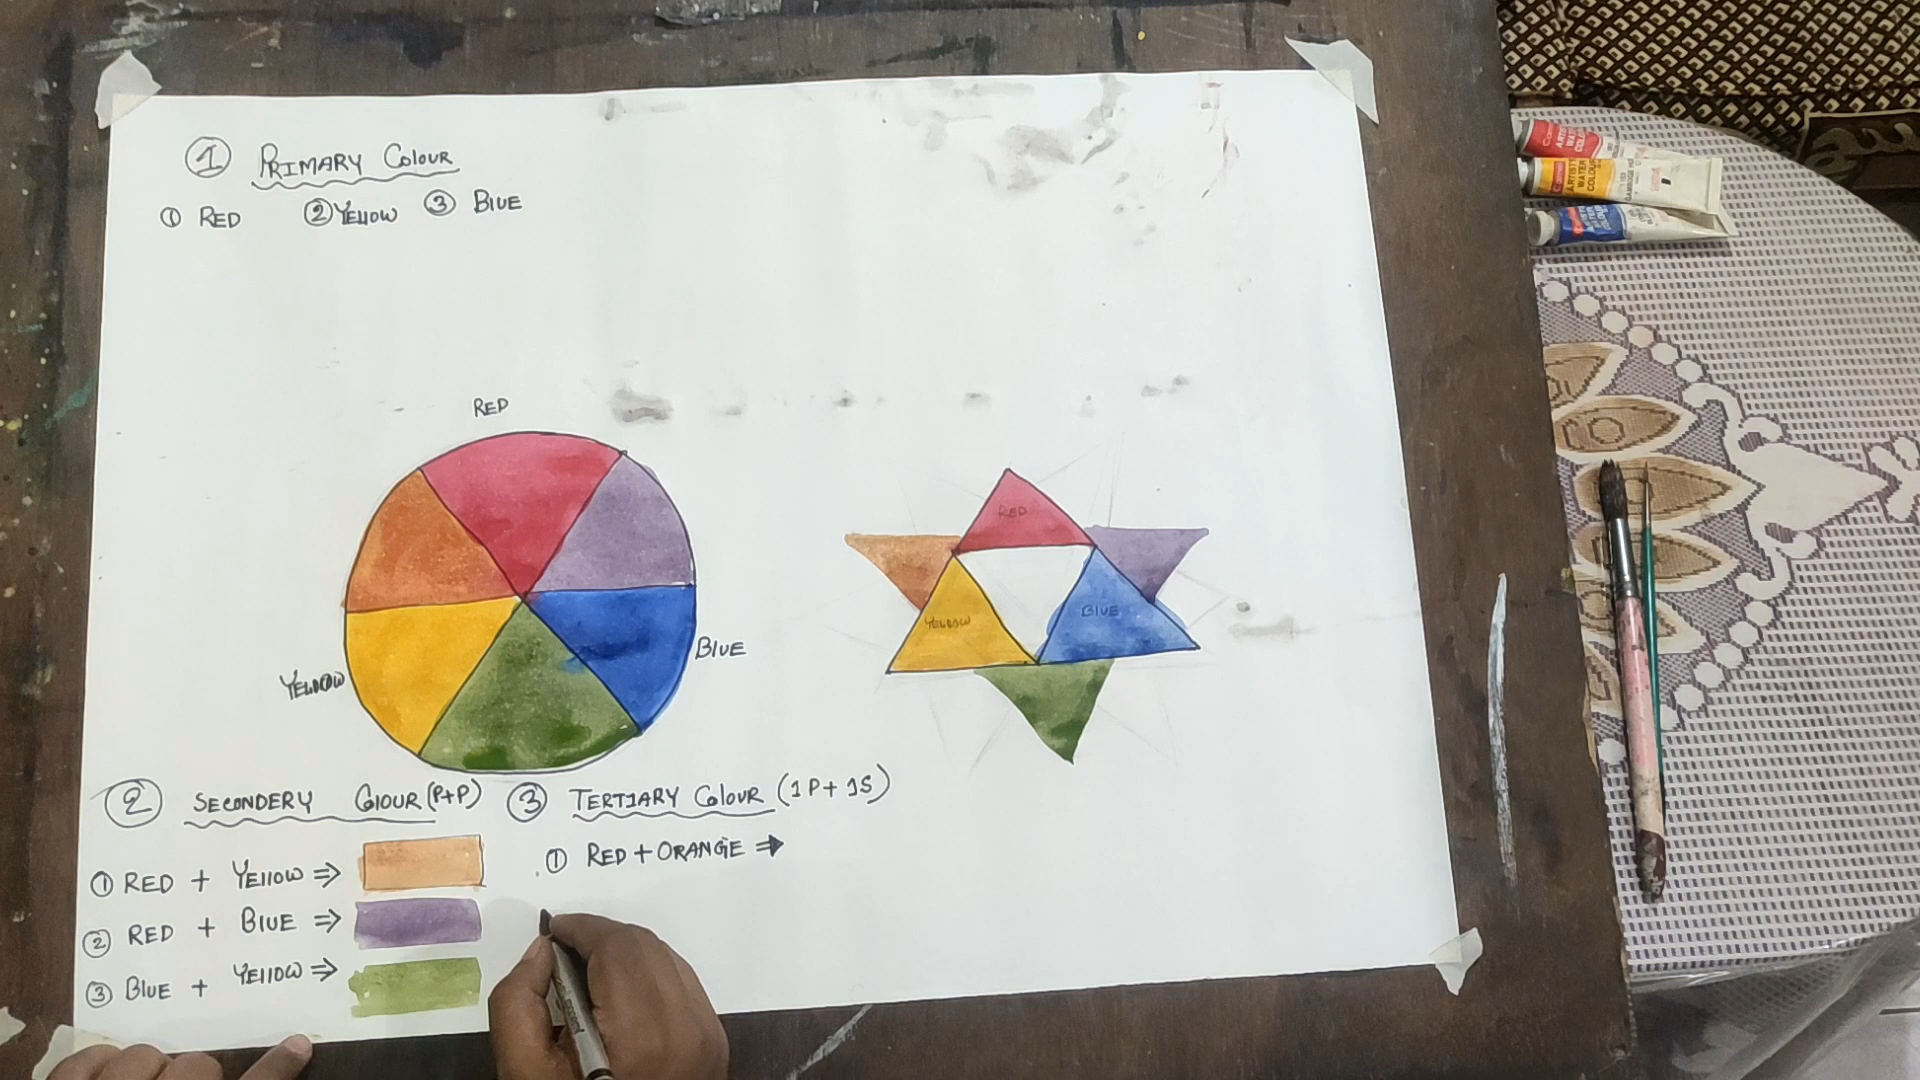 1 PRIMARY COLOUR
1 RED 2 YELLOW 3 BLUE
RED
BLUE
YELLOW
RED
YELLOW
BLUE
2 SECONDERY COLOUR (P+P)
1 RED + YELLOW ⇒
2 RED + BLUE ⇒
3 BLUE + YELLOW ⇒
3 TERTIARY COLOUR (1P+1S)
1 RED + ORANGE ⇒